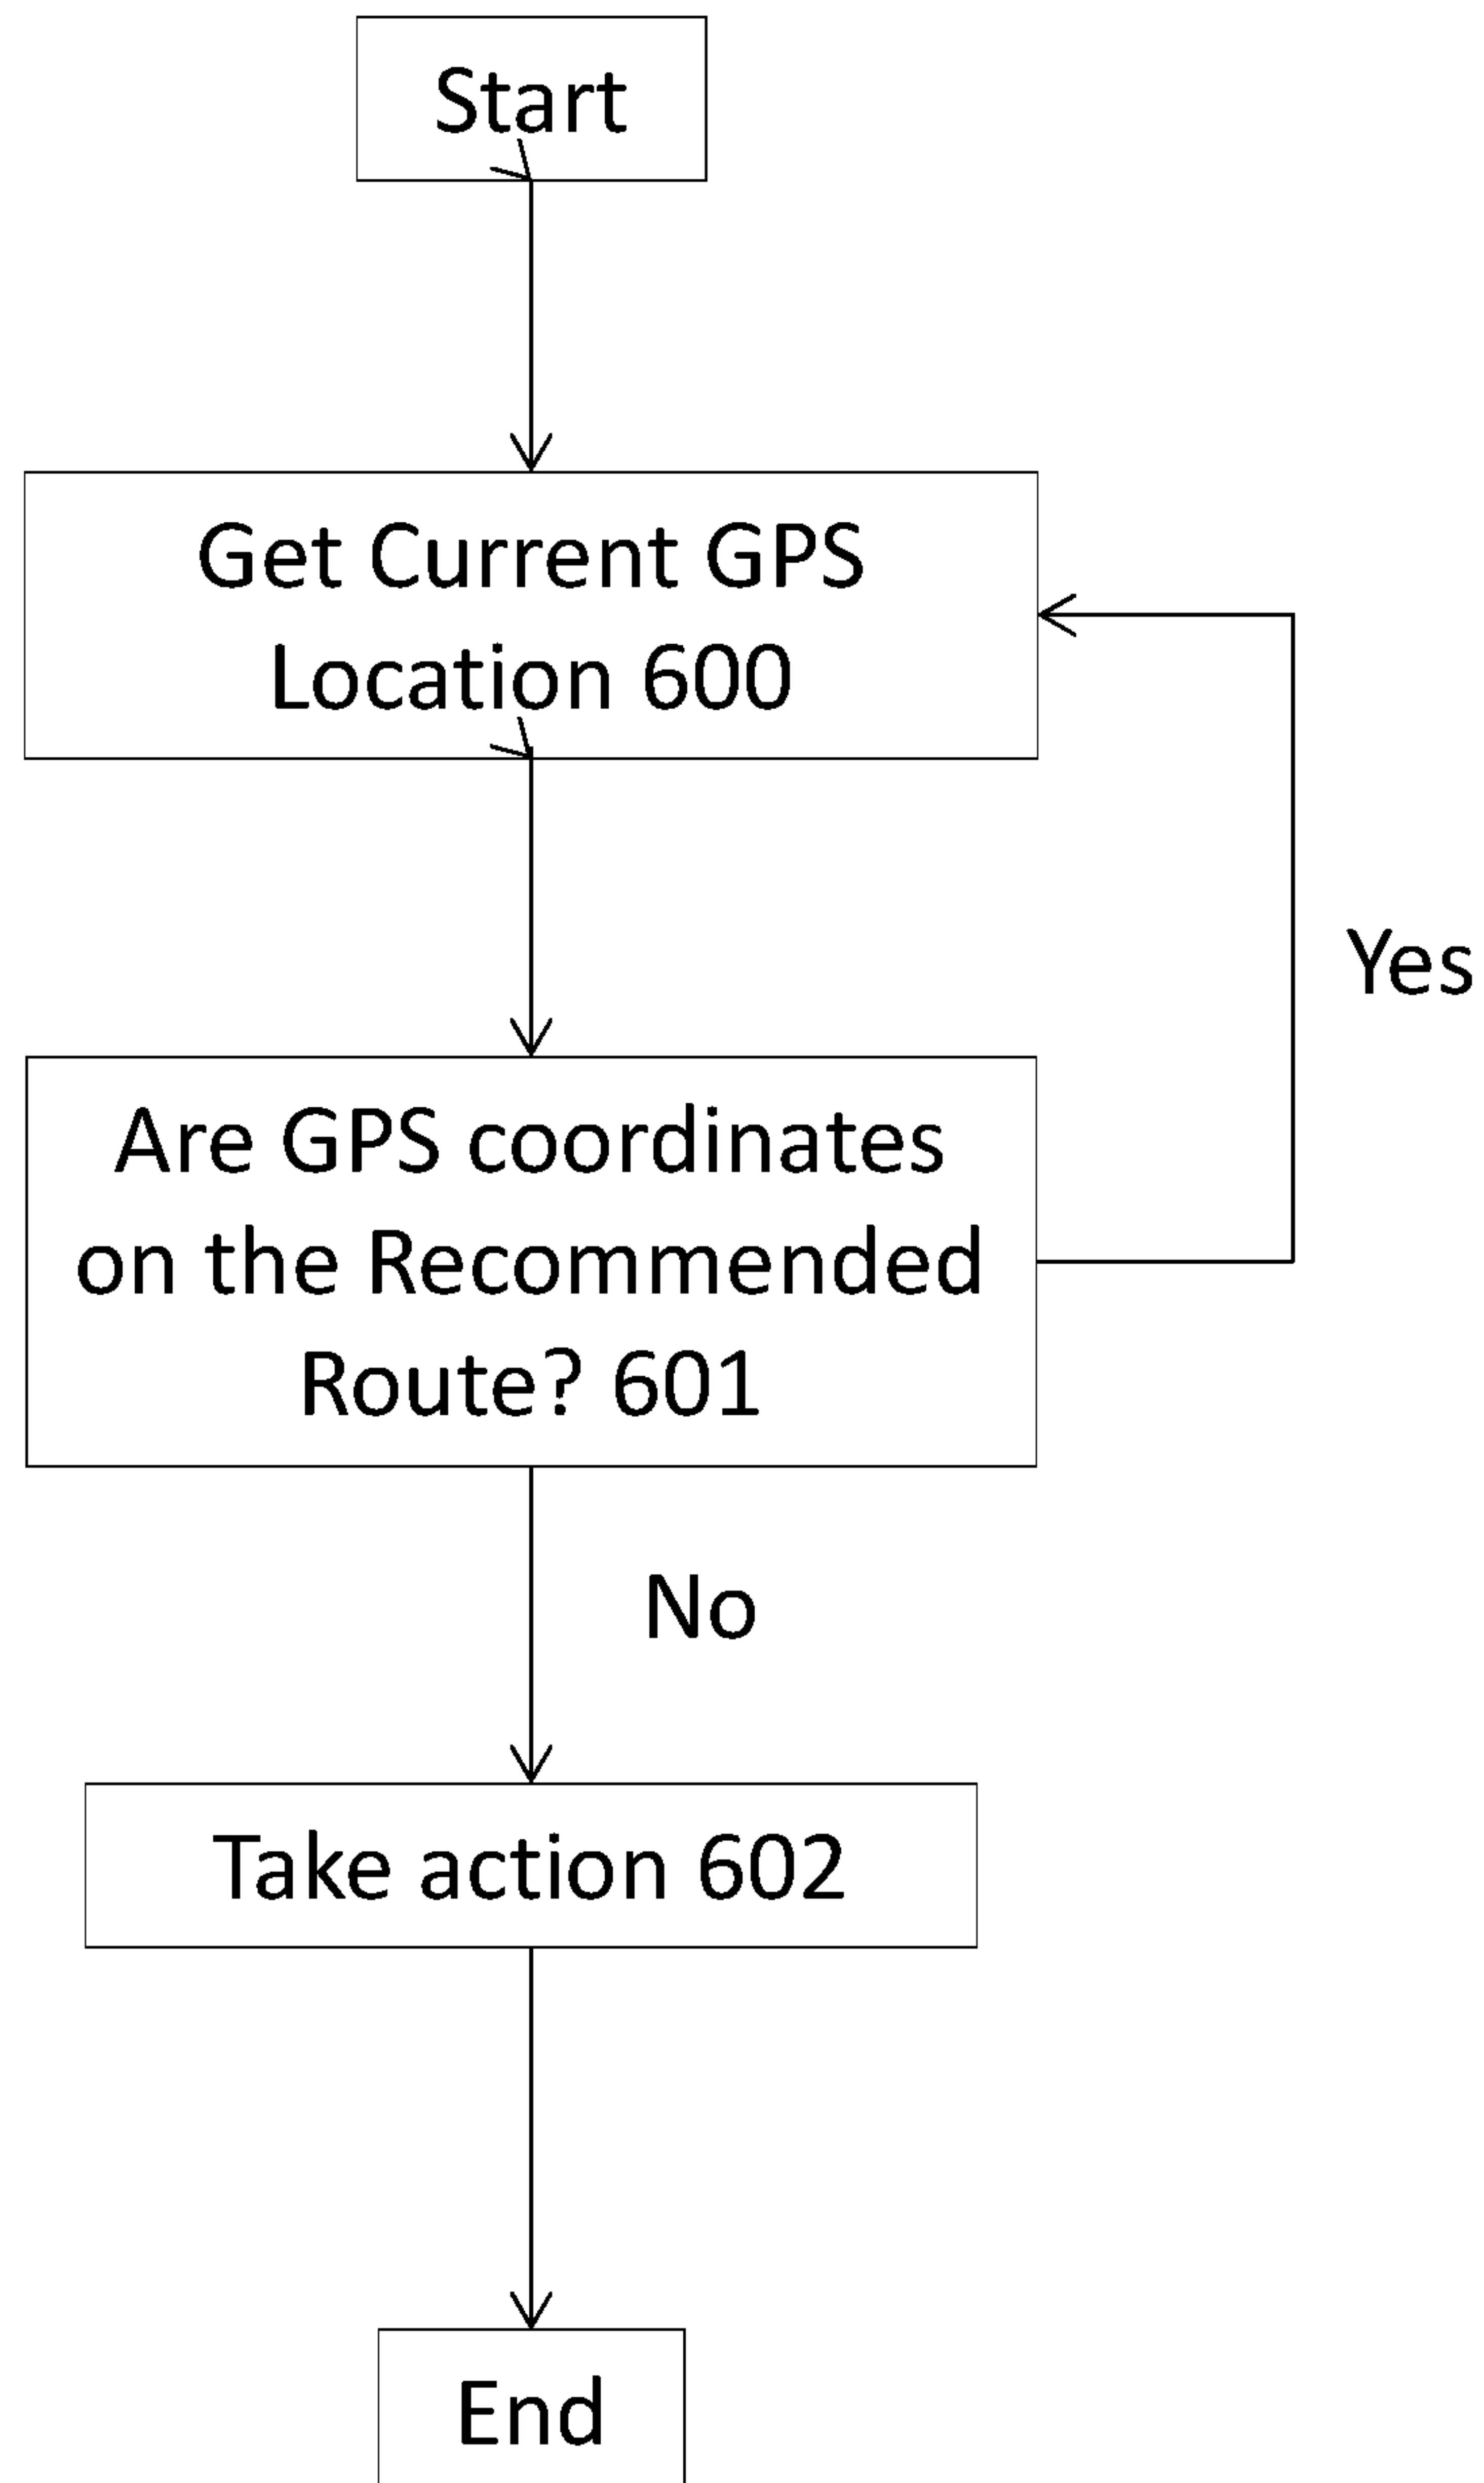 Start
Get Current GPS
Location 600
Yes
Are GPS coordinates
on the Recommended
Route? 601
No
Take action 602
End